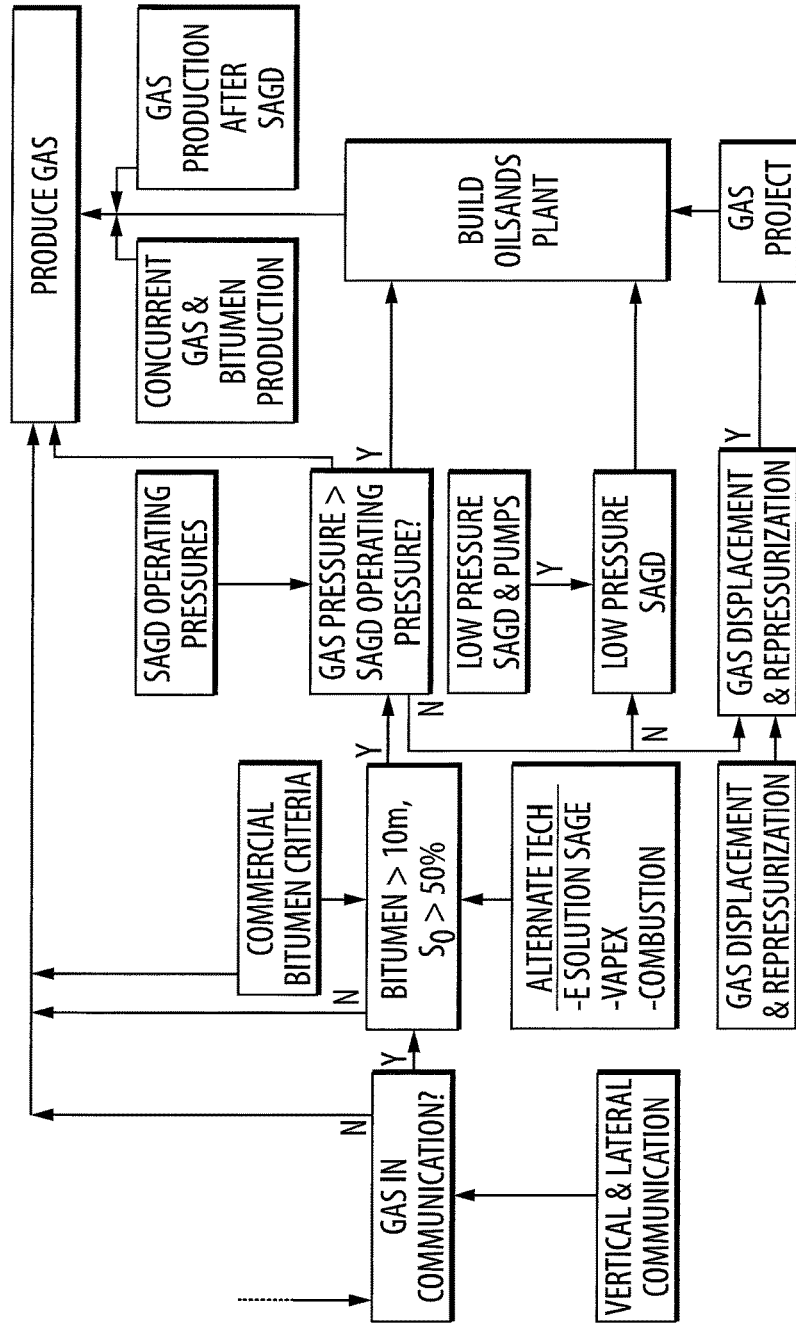 PRODUCE GAS
CONCURRENT
GAS &
BITUMEN
PRODUCTION
GAS
PRODUCTION
AFTER
SAGD
SAGD OPERATING
PRESSURES
COMMERCIAL
BITUMEN CRITERIA
N
GAS IN
COMMUNICATION?
Y
N
BITUMEN > 10m,
S0 > 50%
Y
GAS PRESSURE >
SAGD OPERATING
PRESSURE?
Y
N
BUILD
OILSANDS
PLANT
VERTICAL & LATERAL
COMMUNICATION
ALTERNATE TECH
-E SOLUTION SAGE
-VAPEX
-COMBUSTION
LOW PRESSURE
SAGD & PUMPS
Y
N
LOW PRESSURE
SAGD
GAS DISPLACEMENT
& REPRESSURIZATION
GAS DISPLACEMENT
& REPRESSURIZATION
Y
GAS
PROJECT